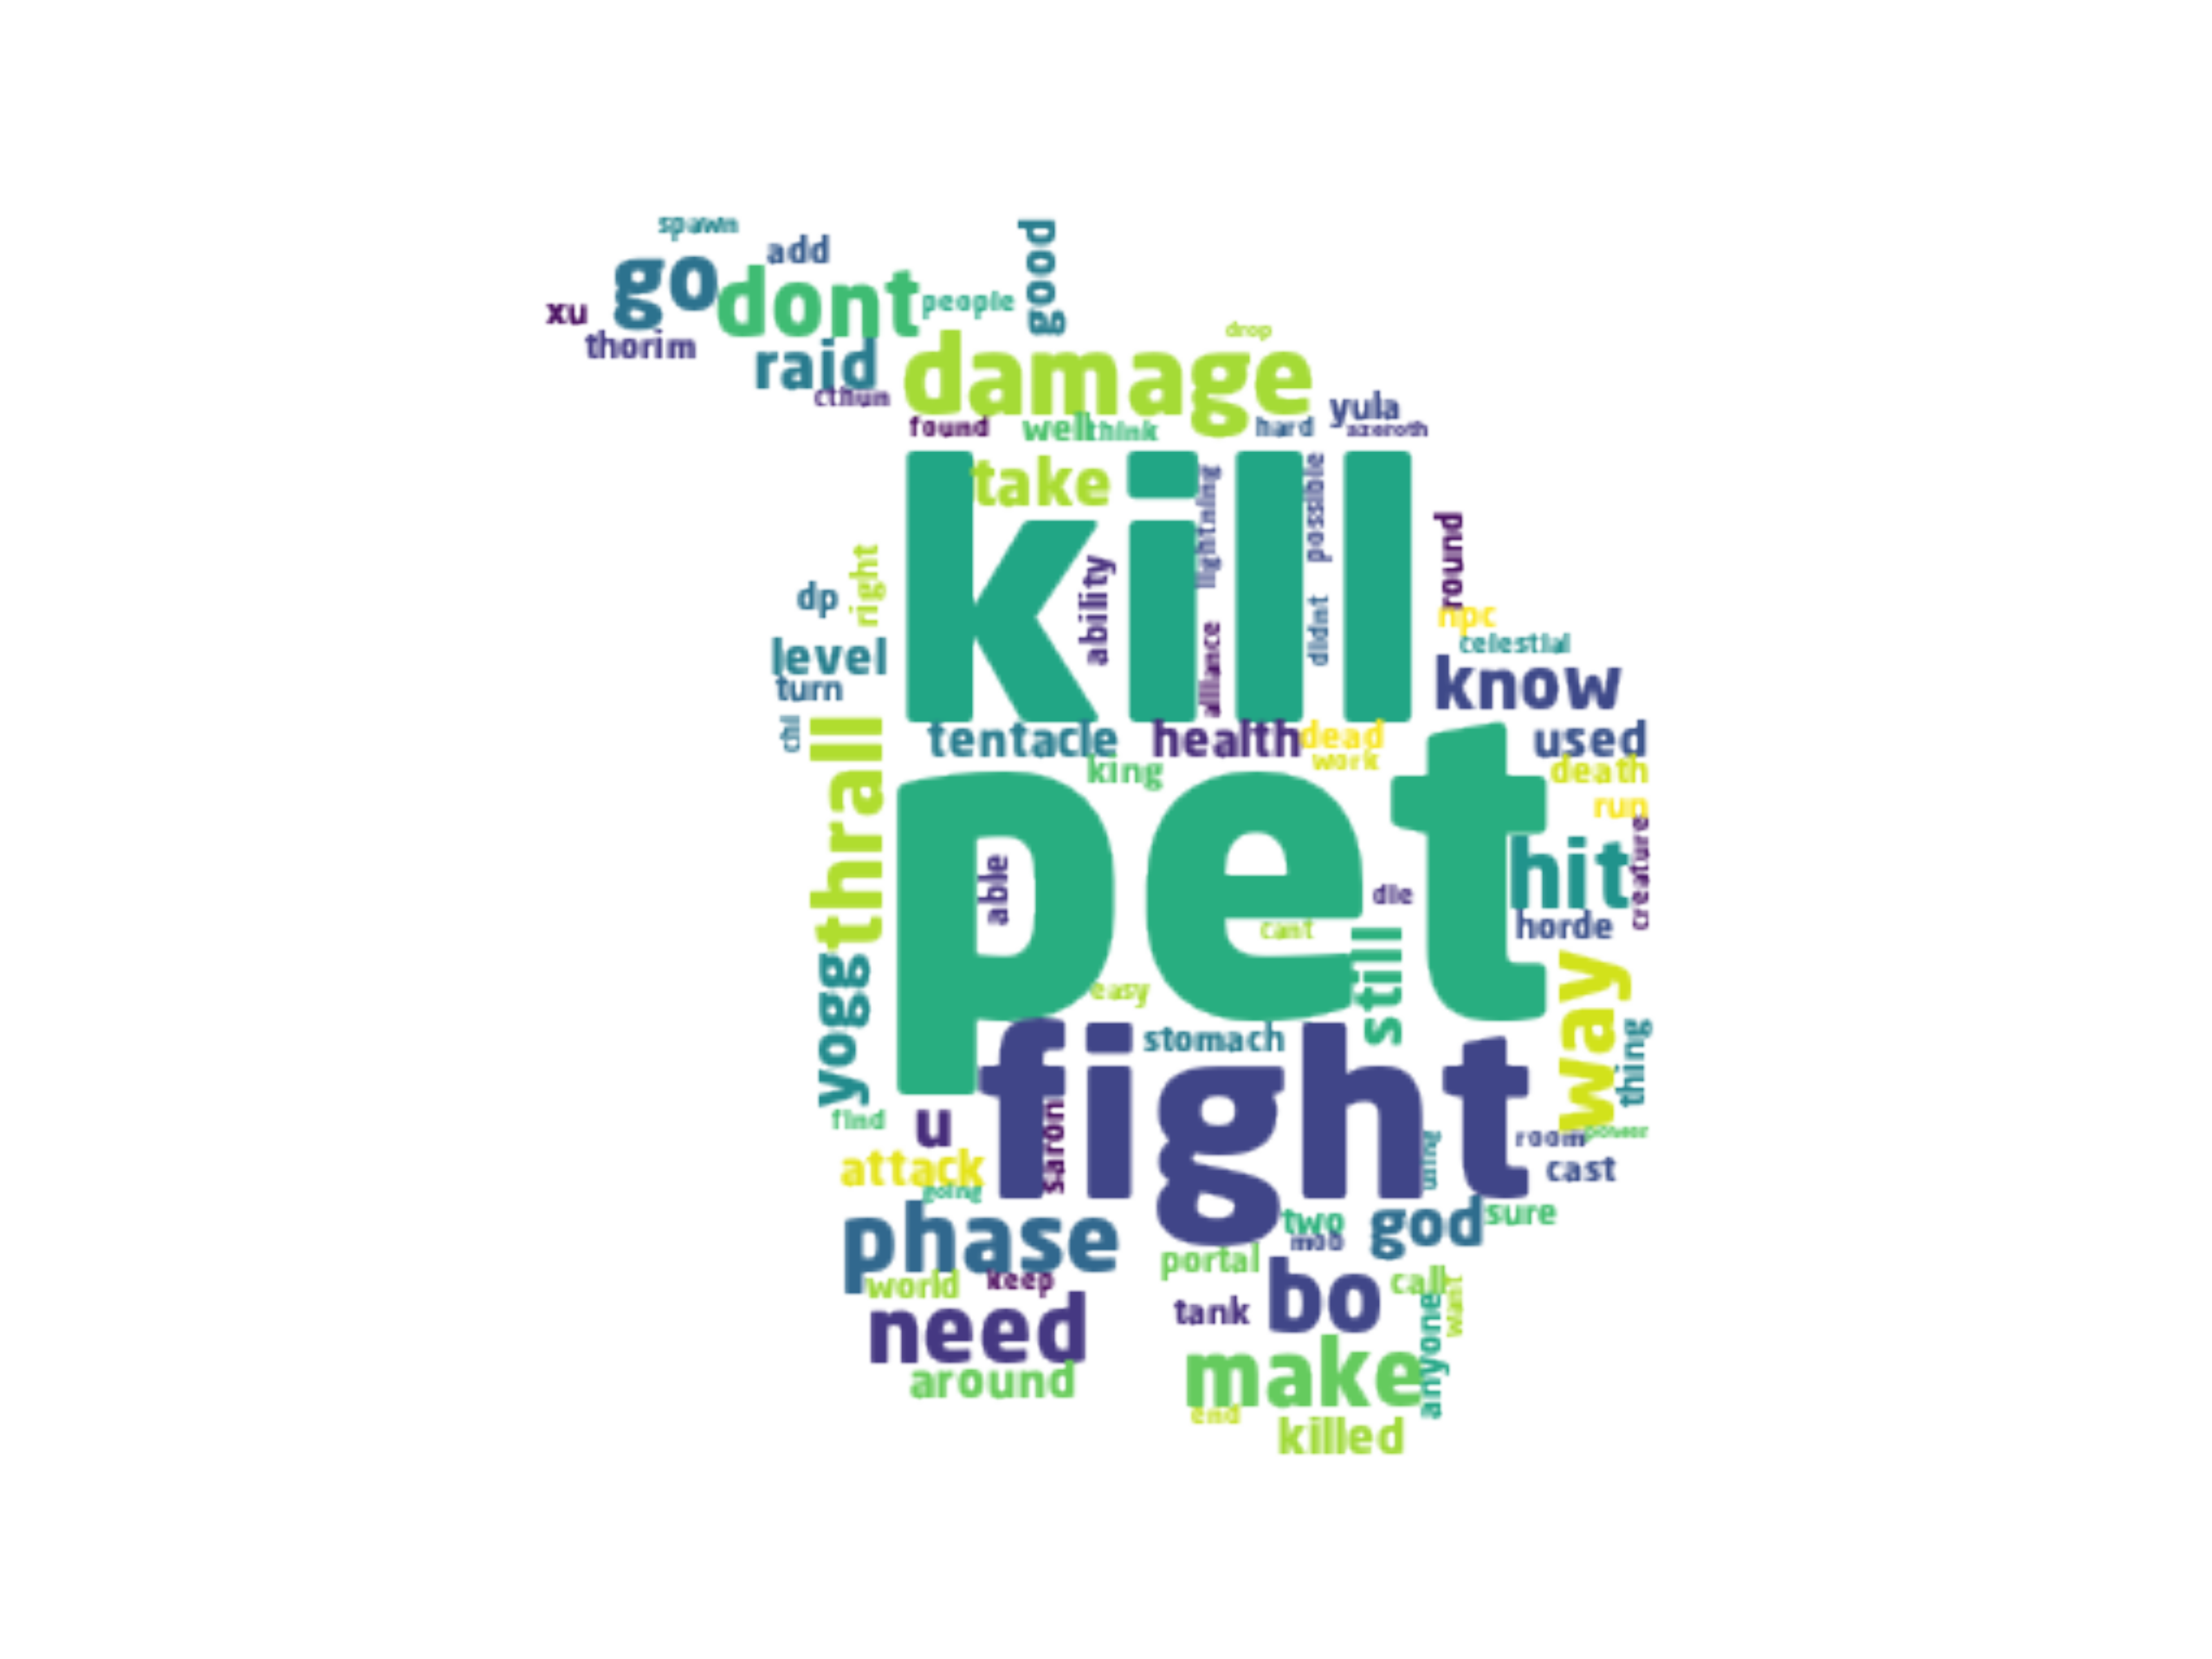 spawn
good
add
go
dont
people
xu
thorim
raid
drop
damage
cthun
yula
found
well
think
hard
azeroth
kill
take
lightning
possible
round
right
ability
dp
didnt
npc
alliance
celestial
level
know
turn
chi
thrall
tentacle
health
dead
used
work
king
death
pet
run
hit
creature
able
die
horde
cant
still
way
yogg
easy
thing
fight
stomach
find
u
saron
room
power
attack
cast
going
phase
two
god
sure
mob
portal
world
keep
call
want
bo
tank
need
anyone
make
around
end
killed